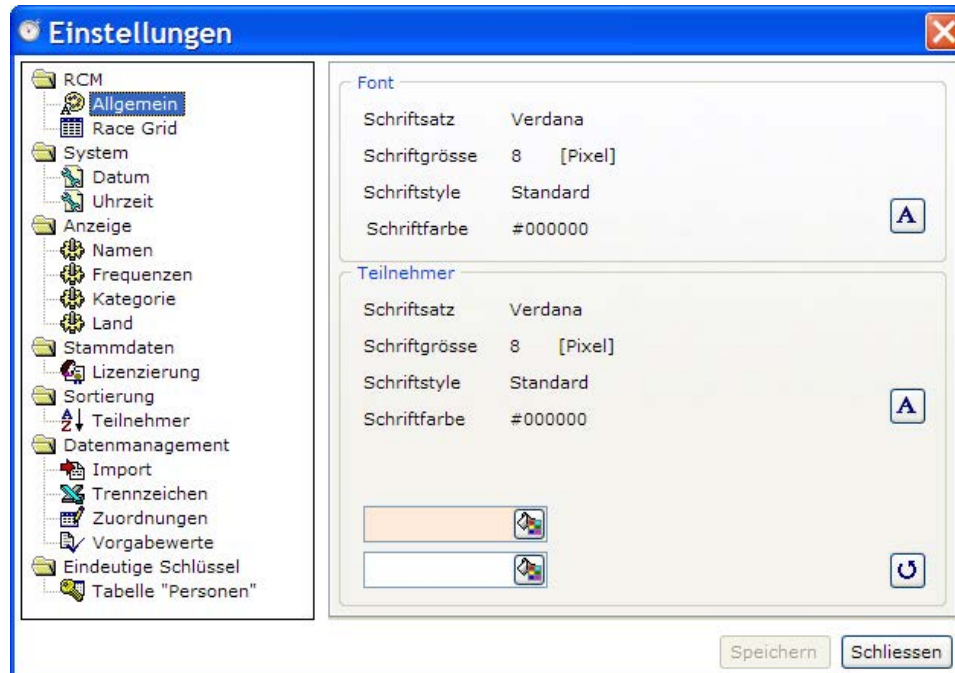 Einstellungen
RCM
Allgemein
Race Grid
System
Datum
Uhrzeit
Anzeige
Namen
Frequenzen
Kategorie
Land
Stammdaten
Lizenzierung
Sortierung
Teilnehmer
Datenmanagement
Import
Trennzeichen
Zuordnungen
Vorgabewerte
Eindeutige Schlüssel
Tabelle "Personen"
Font
Schriftsatz Verdana
Schriftgrösse 8 [Pixel]
Schriftstyle Standard
Schriftfarbe #000000
A
Teilnehmer
Schriftsatz Verdana
Schriftgrösse 8 [Pixel]
Schriftstyle Standard
Schriftfarbe #000000
A
Speichern Schliessen